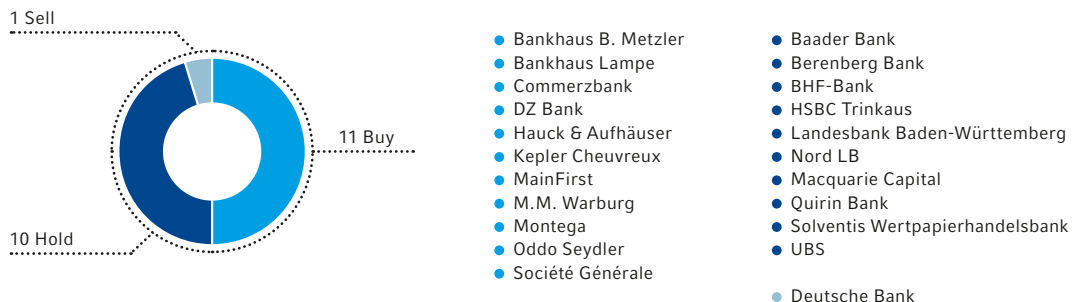 1 Sell
11 Buy
10 Hold
Bankhaus B. Metzler
Bankhaus Lampe
Commerzbank
DZ Bank
Hauck & Aufhäuser
Kepler Cheuvreux
MainFirst
M.M. Warburg
Montega
Oddo Seydler
Société Générale
Baader Bank
Berenberg Bank
BHF-Bank
HSBC Trinkaus
Landesbank Baden-Württemberg
Nord LB
Macquarie Capital
Quirin Bank
Solventis Wertpapierhandelsbank
UBS
Deutsche Bank